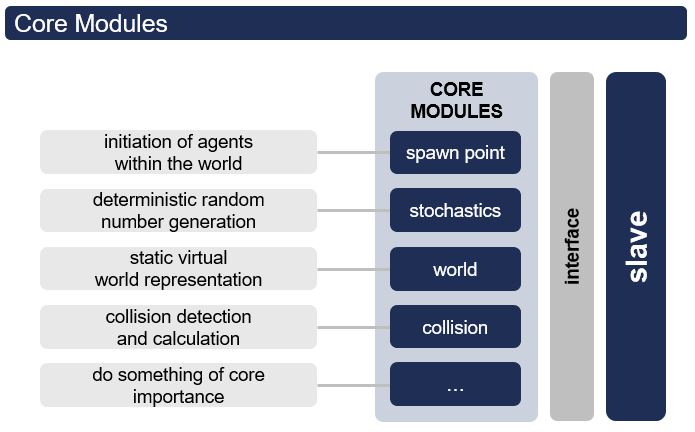 Core Modules
CORE
MODULES
initiation of agents
within the world
spawn point
deterministic random
number generation
stochastics
static virtual
world representation
world
collision detection
and calculation
collision
do something of core
importance
...
interface
slave